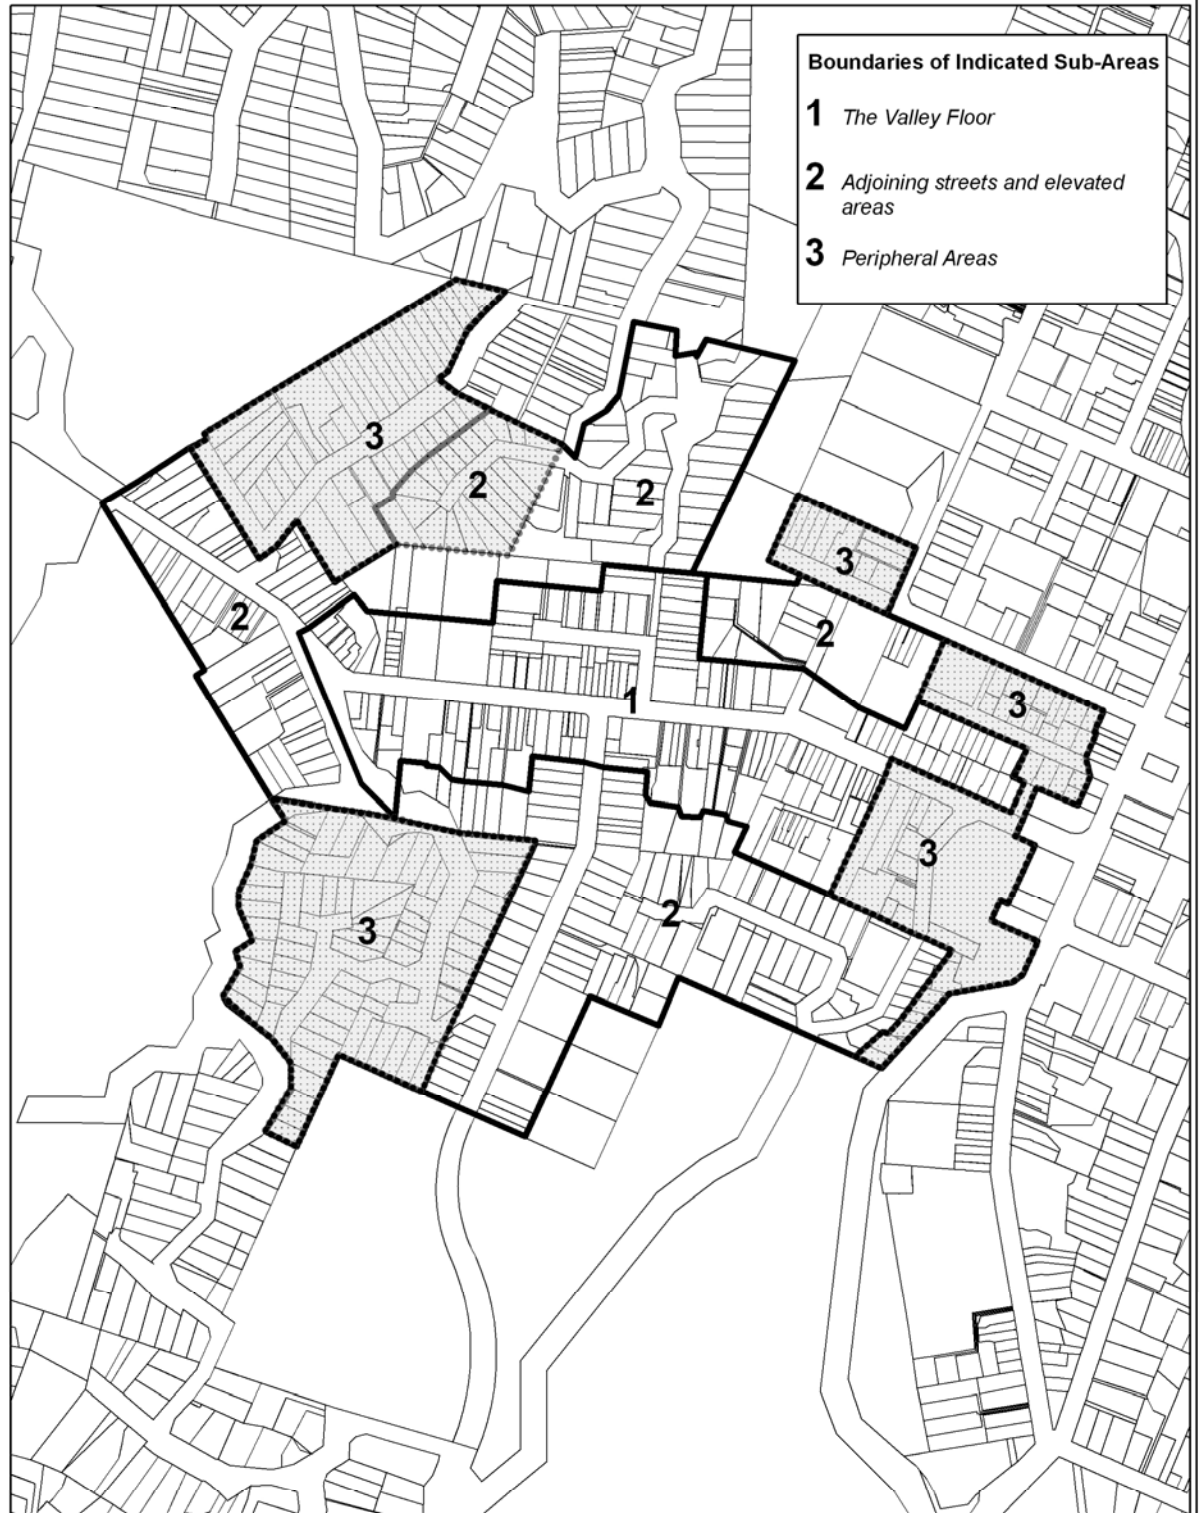 Boundaries of Indicated Sub-Areas
1 The Valley Floor
2 Adjoining streets and elevated
areas
3 Peripheral Areas
3
2
2
3
2
2
1
3
3
2
3